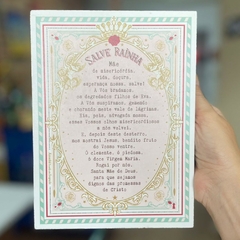 SALVE RAINHA
Mãe
de misericórdia,
vida, doçura,
esperança nossa, salve!
A Vós bradamos,
os degredados filhos de Eva.
A Vós suspiramos, gemendo
e chorando neste vale de lágrimas.
Eia, pois, advogada nossa,
esses Vossos olhos misericordiosos
a nós volvei.
E, depois deste desterro,
nos mostrai Jesus, bendito fruto
do Vosso ventre.
Ó clemente, ó piedosa,
ó doce Virgem Maria.
Rogai por nós,
Santa Mãe de Deus,
para que sejamos
dignos das promessas
de Cristo